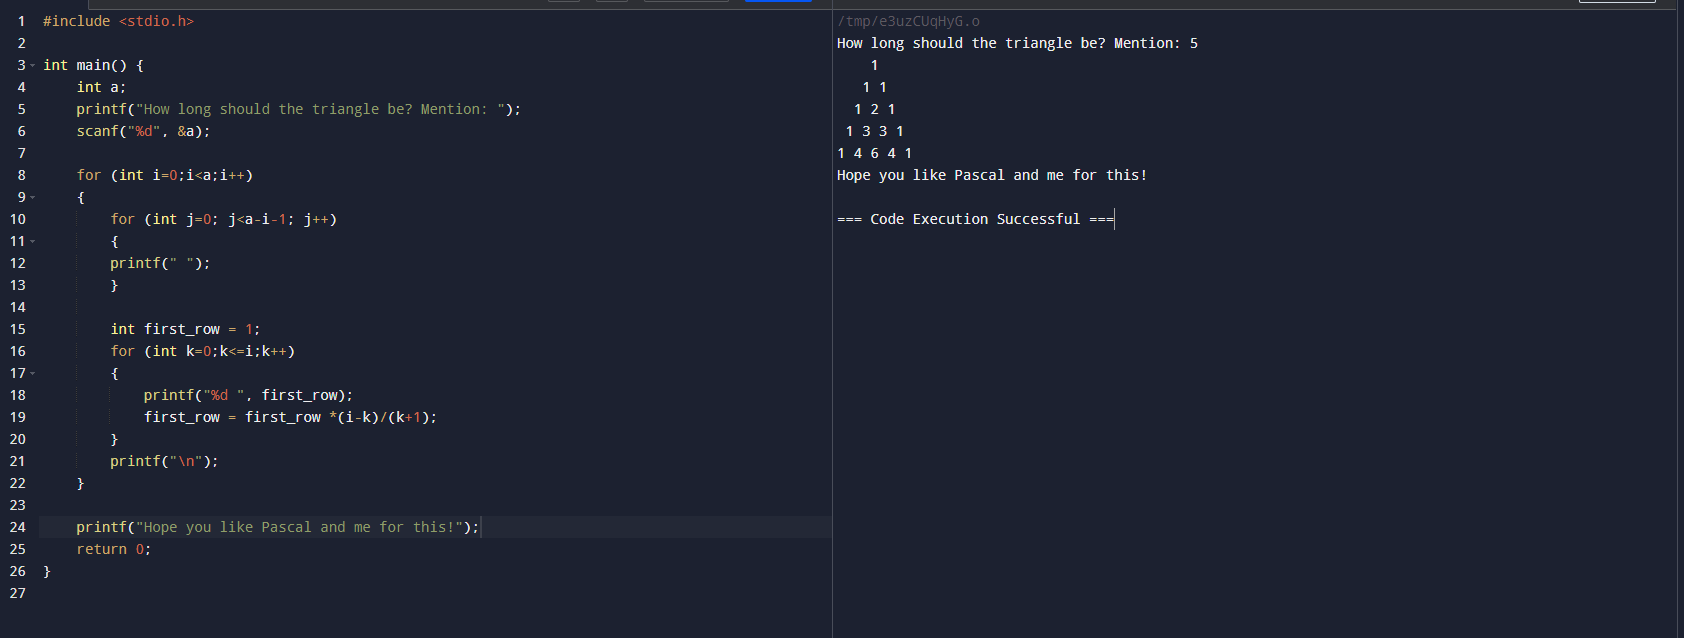 1 #include <stdio.h>
2
3 int main() {
4     int a;
5     printf("How long should the triangle be? Mention: ");
6     scanf("%d", &a);
7
8     for (int i=0;i<a;i++)
9     {
10         for (int j=0; j<a-i-1; j++)
11         {
12         printf(" ");
13         }
14
15         int first_row = 1;
16         for (int k=0;k<=i;k++)
17         {
18             printf("%d ", first_row);
19             first_row = first_row *(i-k)/(k+1);
20         }
21         printf("\n");
22     }
23
24     printf("Hope you like Pascal and me for this!");
25     return 0;
26 }
27
/tmp/e3uzCUqHyG.o
How long should the triangle be? Mention: 5
    1
   1 1
  1 2 1
 1 3 3 1
1 4 6 4 1
Hope you like Pascal and me for this!

=== Code Execution Successful ===